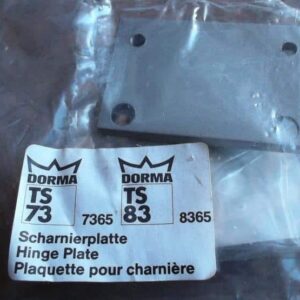 DORMA DORMA
TS TS
73 7365 83 8365
Scharnierplatte
Hinge Plate
Plaquette pour charnière